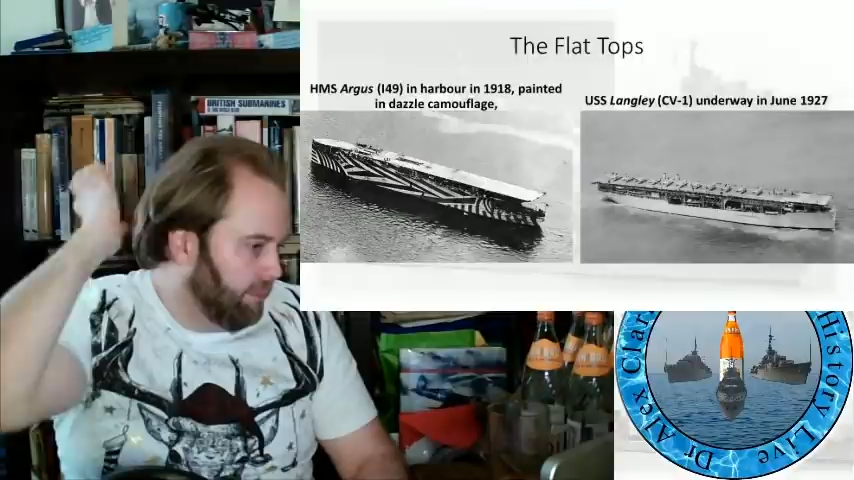 The Flat Tops
HMS Argus (I49) in harbour in 1918, painted
in dazzle camouflage,
USS Langley (CV-1) underway in June 1927
BRITISH SUBMARINES
Dr Alex Clar
History Live